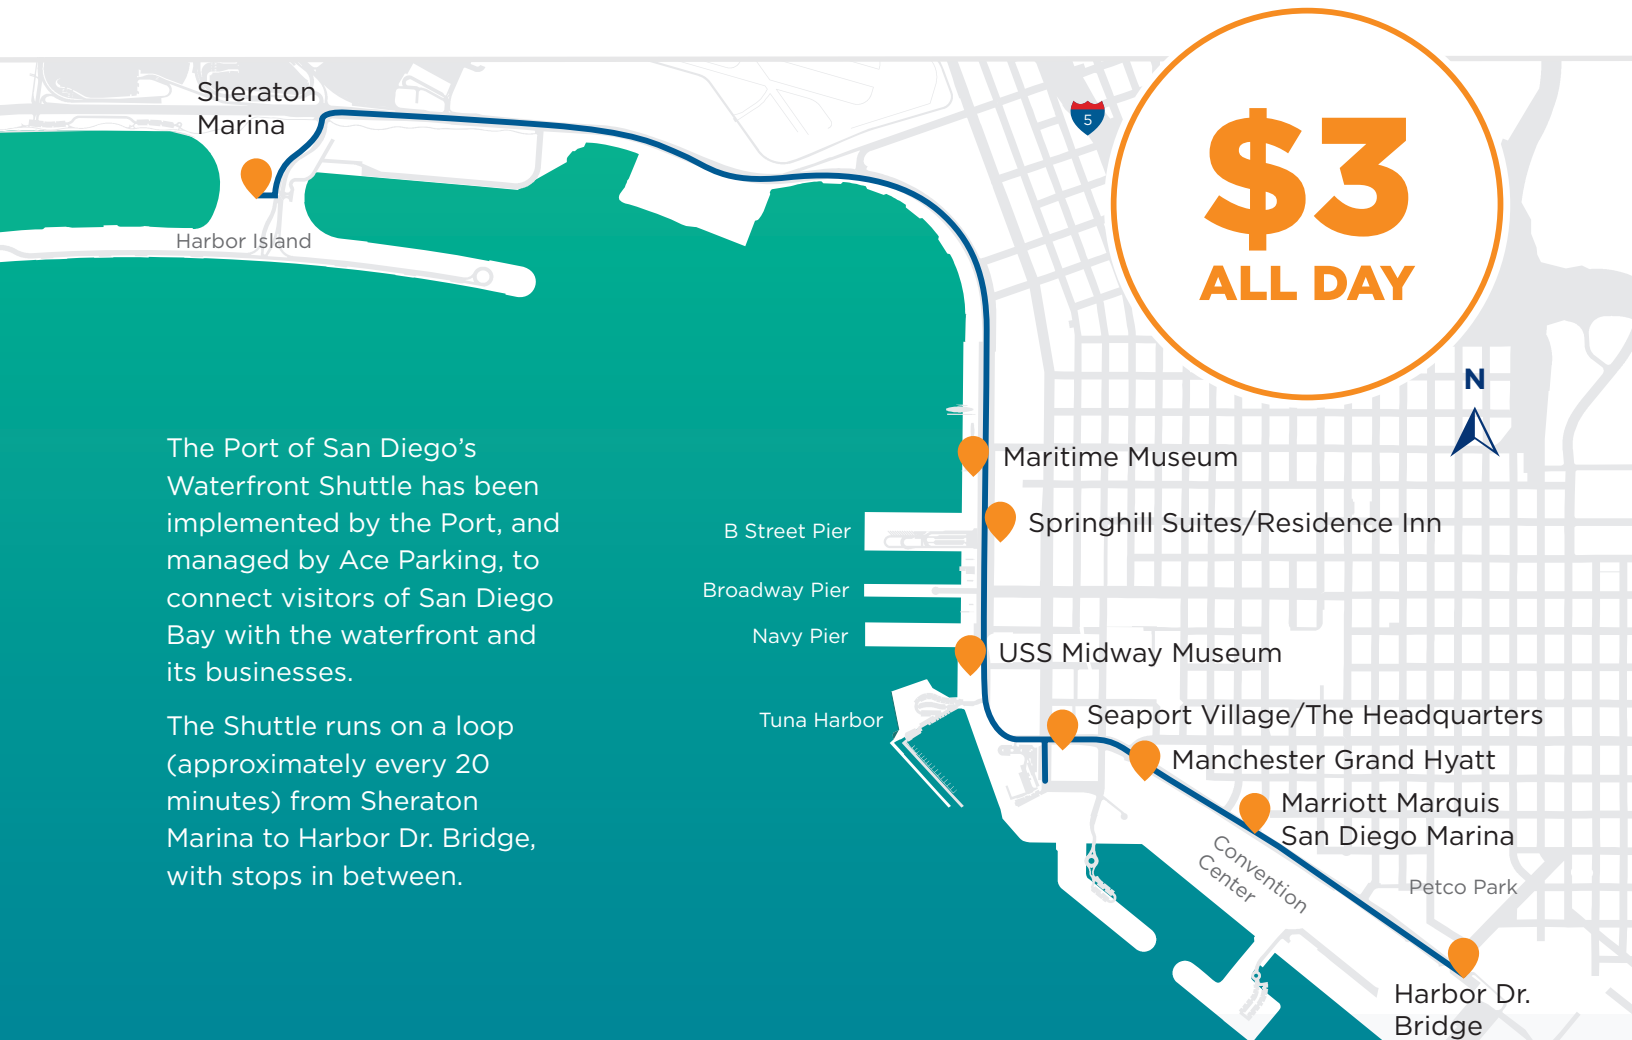 Sheraton
Marina
Harbor Island
5
$3
ALL DAY
N
The Port of San Diego’s
Waterfront Shuttle has been
implemented by the Port, and
managed by Ace Parking, to
connect visitors of San Diego
Bay with the waterfront and
its businesses.
The Shuttle runs on a loop
(approximately every 20
minutes) from Sheraton
Marina to Harbor Dr. Bridge,
with stops in between.
Maritime Museum
B Street Pier
Springhill Suites/Residence Inn
Broadway Pier
Navy Pier
USS Midway Museum
Tuna Harbor
Seaport Village/The Headquarters
Manchester Grand Hyatt
Marriott Marquis
San Diego Marina
Convention
Center
Petco Park
Harbor Dr.
Bridge